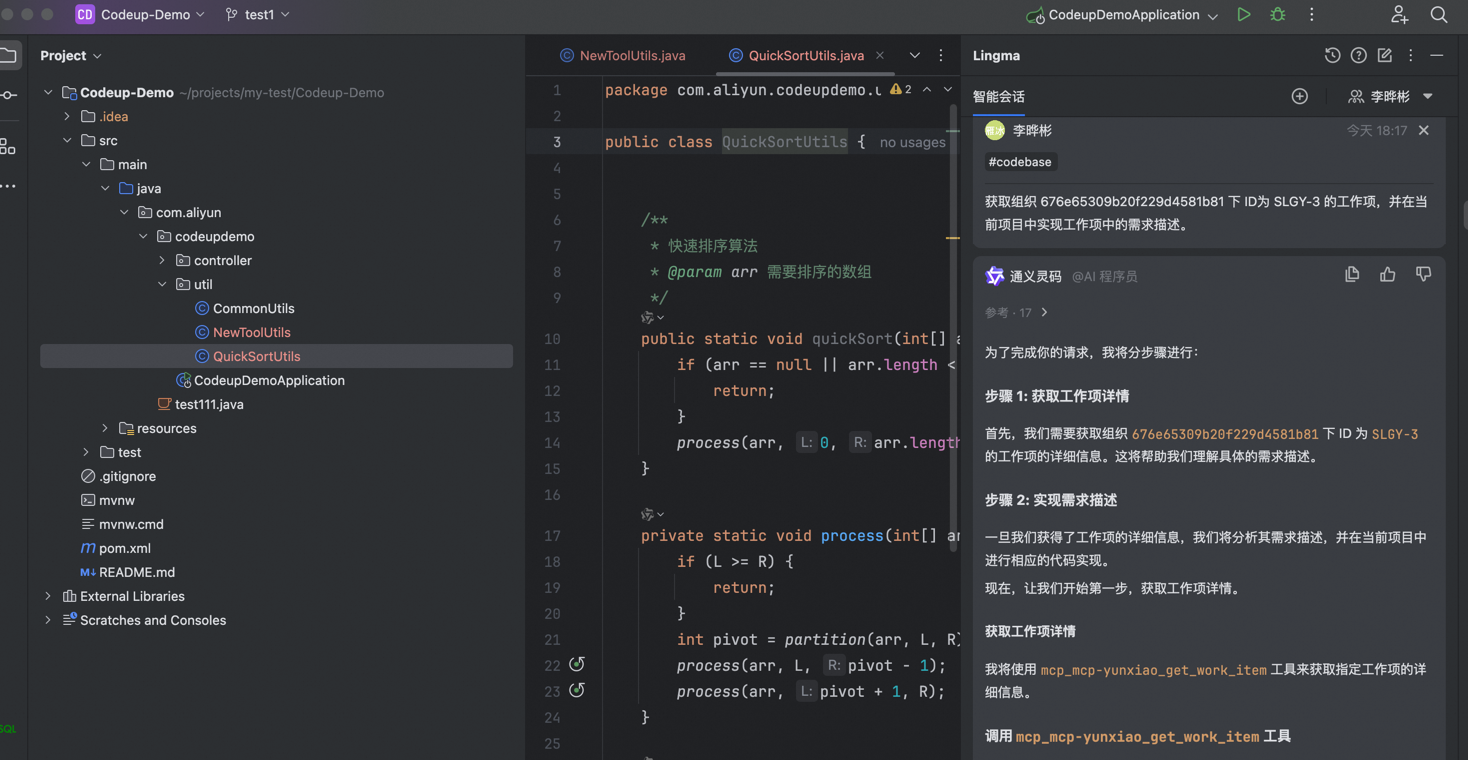 CD Codeup-Demo test1 CodeupDemoApplication
Project
Codeup-Demo ~/projects/my-test/Codeup-Demo
.idea
src
main
java
com.aliyun
codeupdemo
controller
util
CommonUtils
NewToolUtils
QuickSortUtils
CodeupDemoApplication
test111.java
resources
test
.gitignore
mvnw
mvnw.cmd
pom.xml
README.md
External Libraries
Scratches and Consoles
SQL
NewToolUtils.java QuickSortUtils.java
1 package com.aliyun.codeupdemo.u 2
2
3 public class QuickSortUtils { no usages
4
5
6 /**
7 * 快速排序算法
8 * @param arr 需要排序的数组
9 */
10 public static void quickSort(int[] a
11 if (arr == null || arr.length <
12 return;
13 }
14 process(arr, L: 0, R: arr.length
15 }
16
17 private static void process(int[] ar
18 if (L >= R) {
19 return;
20 }
21 int pivot = partition(arr, L, R)
22 process(arr, L, R: pivot - 1);
23 process(arr, L: pivot + 1, R);
24 }
25
Lingma
智能会话 李晔彬
雁冰 李晔彬 今天 18:17
#codebase
获取组织 676e65309b20f229d4581b81 下 ID为 SLGY-3 的工作项，并在当
前项目中实现工作项中的需求描述。
通义灵码 @AI 程序员
参考 · 17
为了完成你的请求，我将分步骤进行：
步骤 1: 获取工作项详情
首先，我们需要获取组织 676e65309b20f229d4581b81 下 ID 为 SLGY-3
的工作项的详细信息。这将帮助我们理解具体的需求描述。
步骤 2: 实现需求描述
一旦我们获得了工作项的详细信息，我们将分析其需求描述，并在当前项目中
进行相应的代码实现。
现在，让我们开始第一步，获取工作项详情。
获取工作项详情
我将使用 mcp_mcp-yunxiao_get_work_item 工具来获取指定工作项的详
细信息。
调用 mcp_mcp-yunxiao_get_work_item 工具